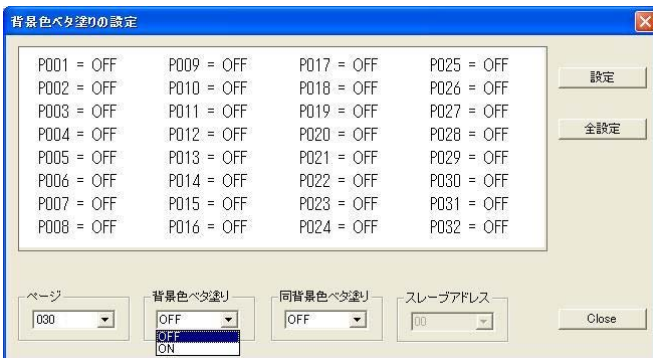 背景色ベタ塗りの設定
P001 = OFF P009 = OFF P017 = OFF P025 = OFF
P002 = OFF P010 = OFF P018 = OFF P026 = OFF
P003 = OFF P011 = OFF P019 = OFF P027 = OFF
P004 = OFF P012 = OFF P020 = OFF P028 = OFF
P005 = OFF P013 = OFF P021 = OFF P029 = OFF
P006 = OFF P014 = OFF P022 = OFF P030 = OFF
P007 = OFF P015 = OFF P023 = OFF P031 = OFF
P008 = OFF P016 = OFF P024 = OFF P032 = OFF
設定
全設定
ページ 背景色ベタ塗り 同背景色ベタ塗り スレーブアドレス
030 OFF OFF 00 Close
OFF
ON